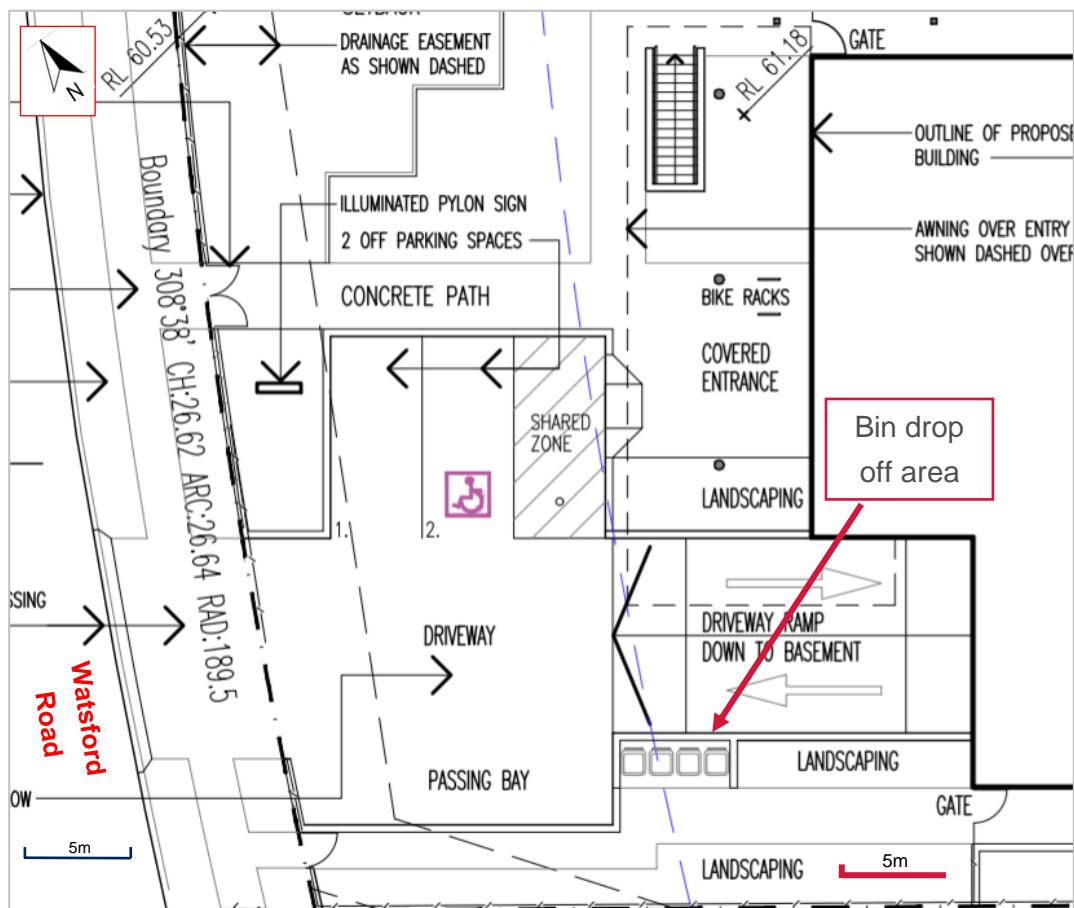 DRAINAGE EASEMENT
AS SHOWN DASHED
GATE
RL 60.53
N
RL 61.18
OUTLINE OF PROPOSE
BUILDING
ILLUMINATED PYLON SIGN
2 OFF PARKING SPACES
AWNING OVER ENTRY
SHOWN DASHED OVER
Boundary 308°38' CH:26.62 ARC:26.64 RAD:189.5
CONCRETE PATH
BIKE RACKS
COVERED
ENTRANCE
SHARED
ZONE
Bin drop
off area
LANDSCAPING
1.
2.
SSING
DRIVEWAY
DRIVEWAY RAMP
DOWN TO BASEMENT
Watsford
Road
PASSING BAY
LANDSCAPING
OW
GATE
5m
LANDSCAPING
5m